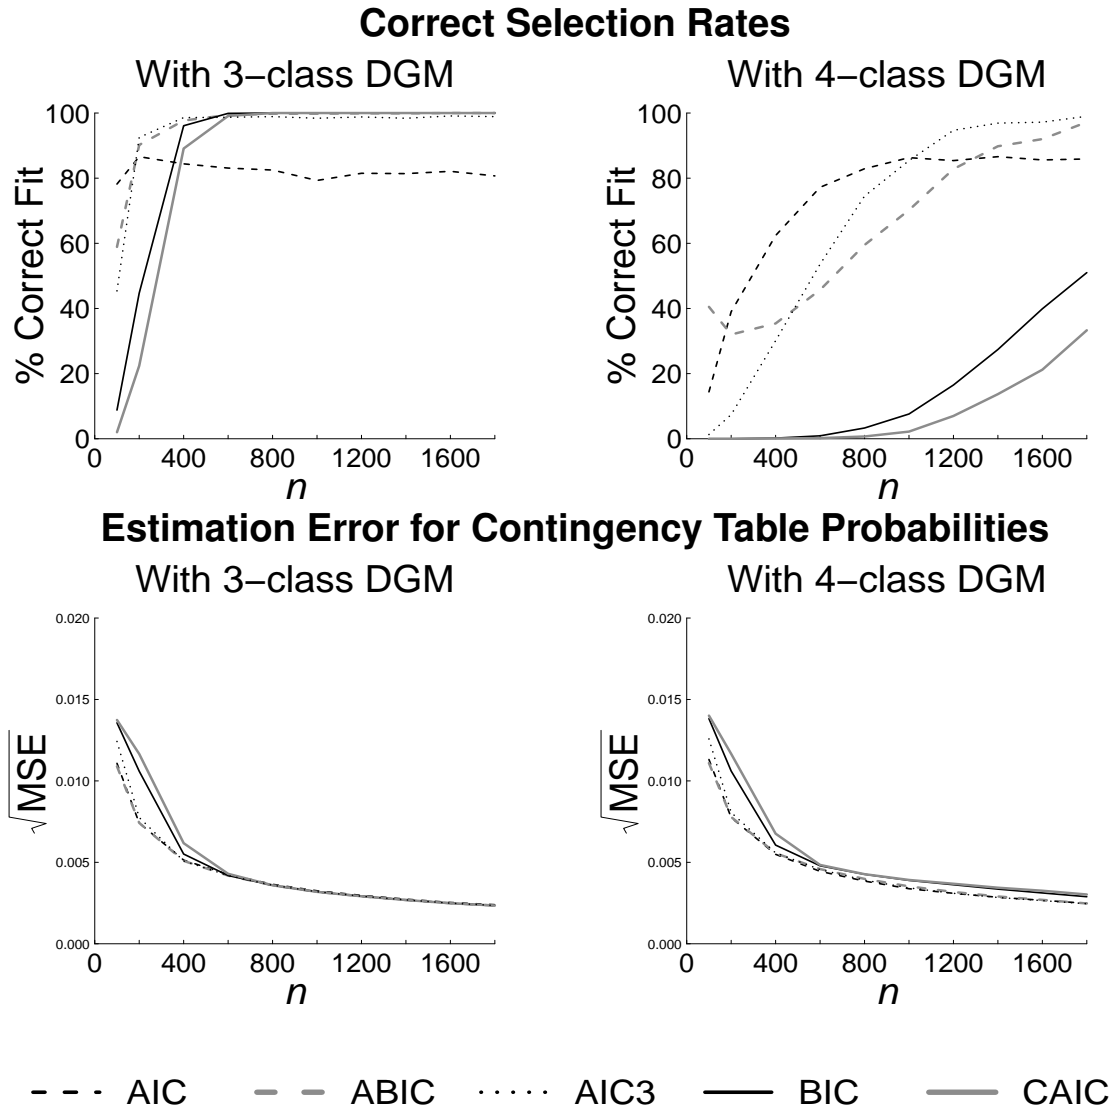 Correct Selection Rates
With 3−class DGM
With 4−class DGM
% Correct Fit
100
80
60
40
20
0
0 400 800 1200 1600
n
% Correct Fit
100
80
60
40
20
0
0 400 800 1200 1600
n
Estimation Error for Contingency Table Probabilities
With 3−class DGM
With 4−class DGM
√MSE
0.020
0.015
0.010
0.005
0.000
0 400 800 1200 1600
n
√MSE
0.020
0.015
0.010
0.005
0.000
0 400 800 1200 1600
n
AIC ABIC AIC3 BIC CAIC